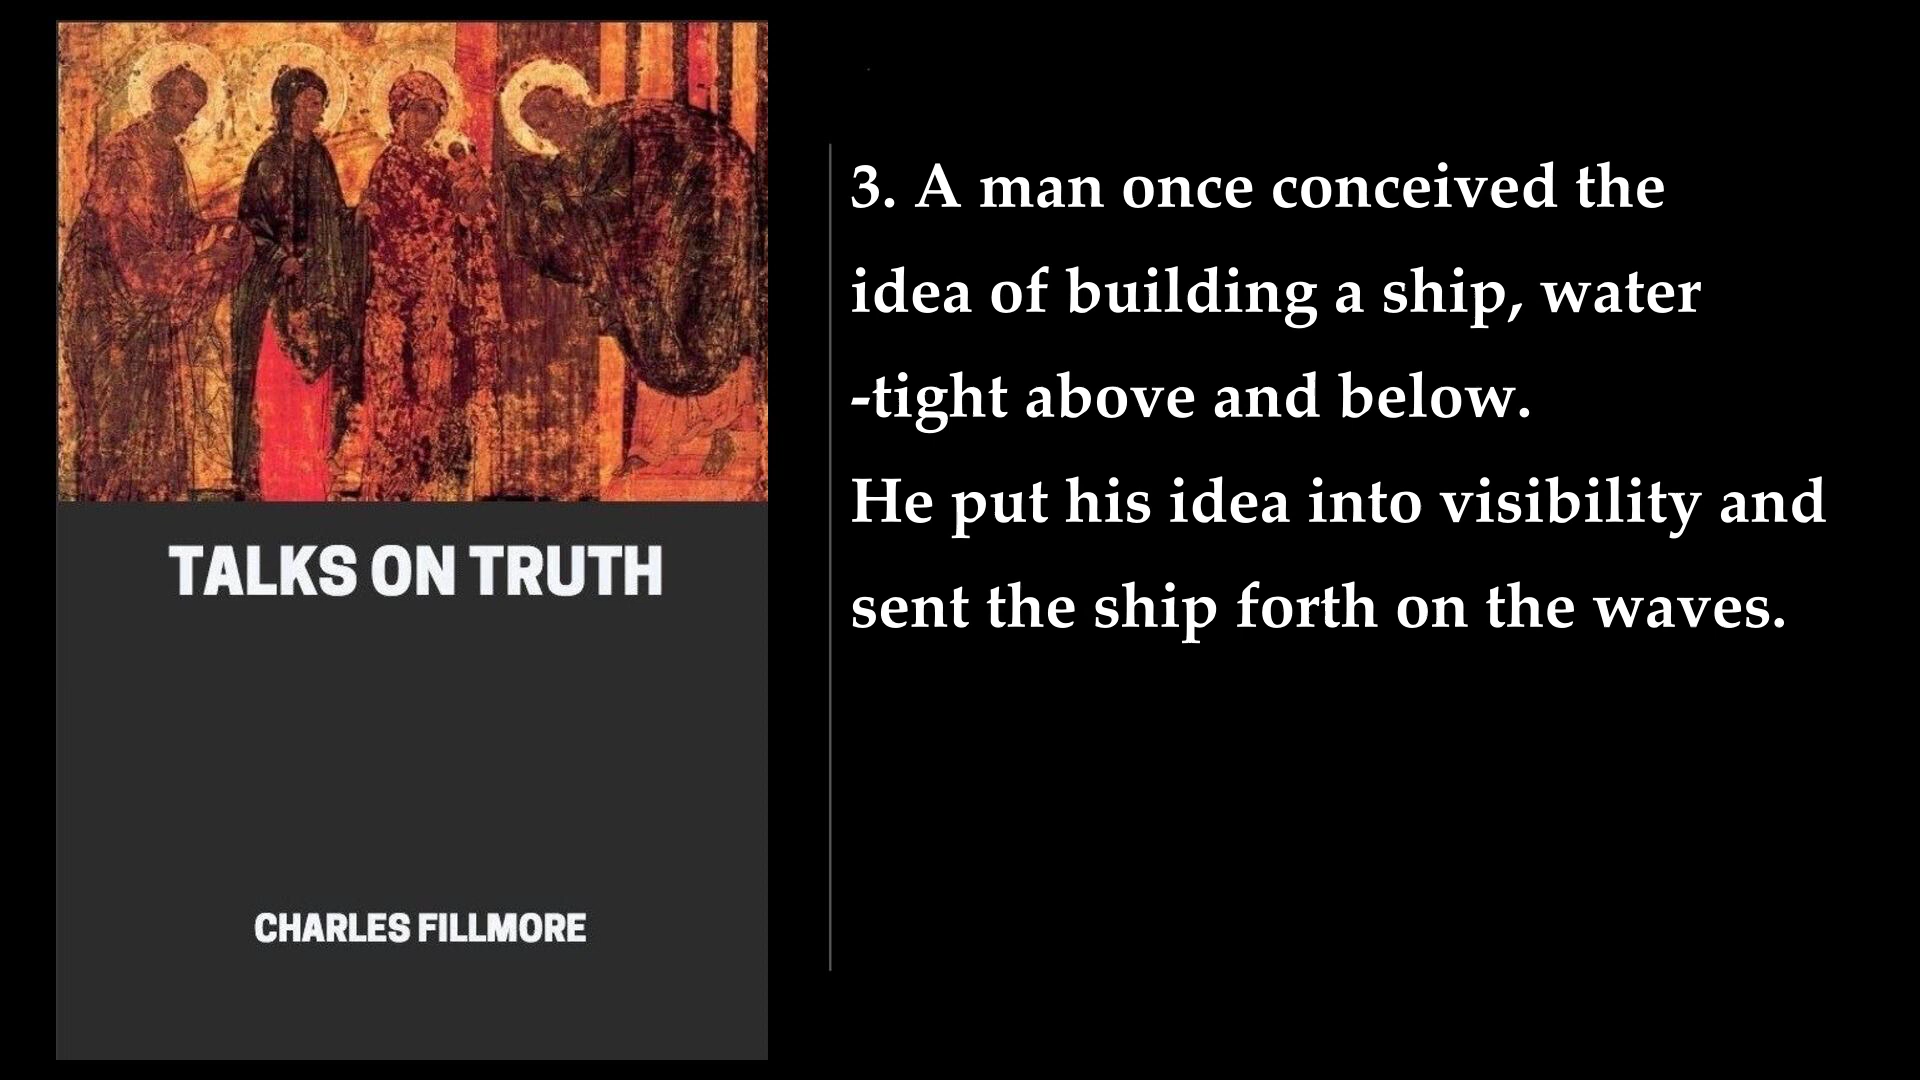 TALKS ON TRUTH
CHARLES FILLMORE
3. A man once conceived the
idea of building a ship, water
-tight above and below.
He put his idea into visibility and
sent the ship forth on the waves.